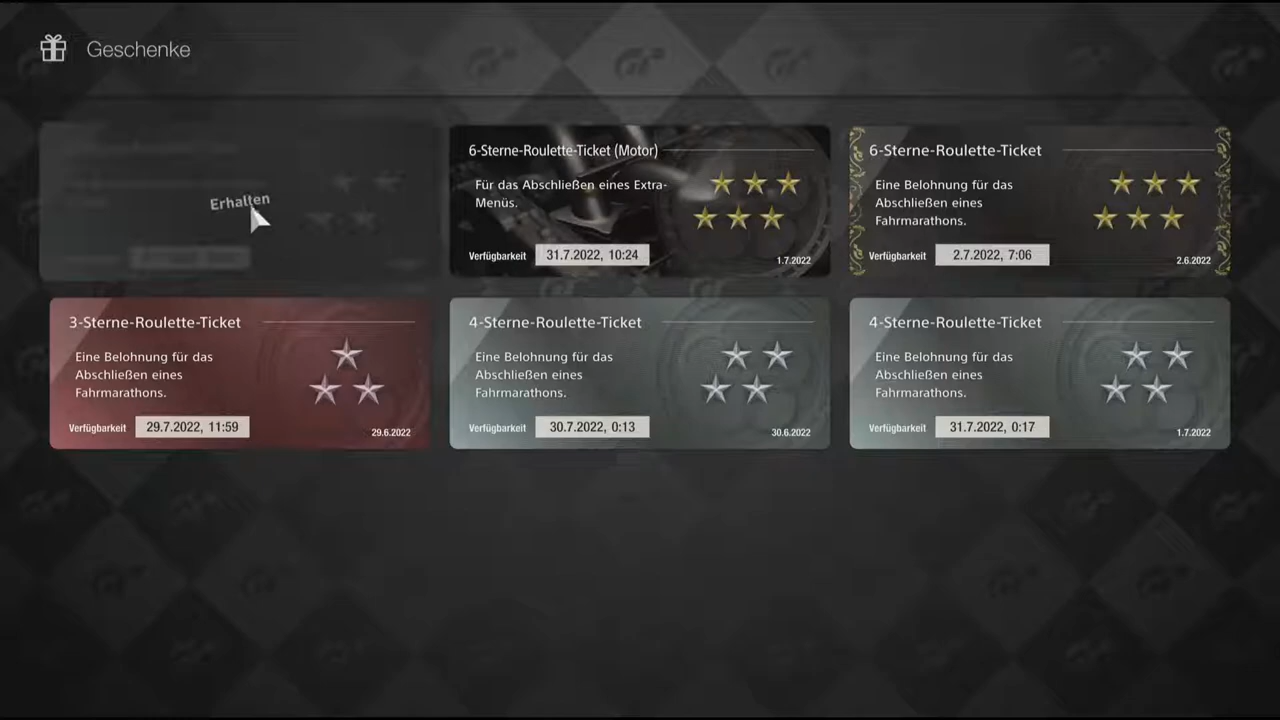 Geschenke
Erhalten
6-Sterne-Roulette-Ticket (Motor)
Für das Abschließen eines Extra-
Menüs.
Verfügbarkeit 31.7.2022, 10:24
1.7.2022
6-Sterne-Roulette-Ticket
Eine Belohnung für das
Abschließen eines
Fahrmarathons.
Verfügbarkeit 2.7.2022, 7:06
2.6.2022
3-Sterne-Roulette-Ticket
Eine Belohnung für das
Abschließen eines
Fahrmarathons.
Verfügbarkeit 29.7.2022, 11:59
29.6.2022
4-Sterne-Roulette-Ticket
Eine Belohnung für das
Abschließen eines
Fahrmarathons.
Verfügbarkeit 30.7.2022, 0:13
30.6.2022
4-Sterne-Roulette-Ticket
Eine Belohnung für das
Abschließen eines
Fahrmarathons.
Verfügbarkeit 31.7.2022, 0:17
1.7.2022